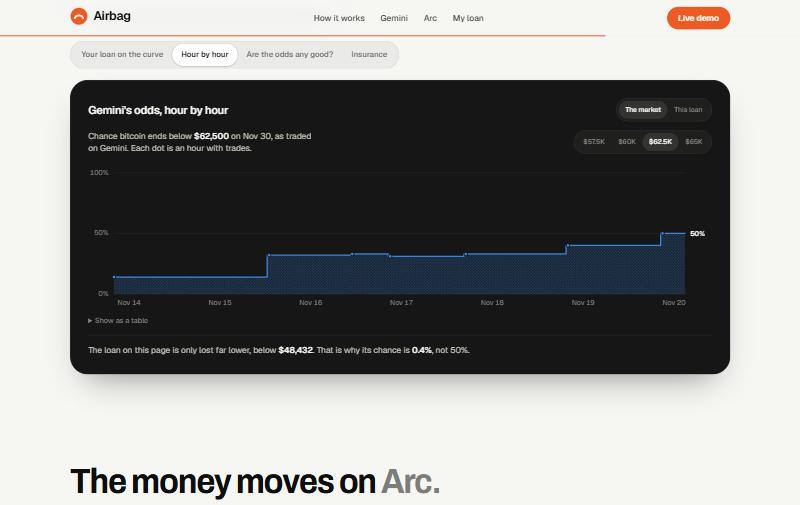 Airbag
How it works Gemini Arc My loan
Live demo
Your loan on the curve Hour by hour Are the odds any good? Insurance
Gemini's odds, hour by hour
The market This loan
Chance bitcoin ends below $62,500 on Nov 30, as traded
on Gemini. Each dot is an hour with trades.
$57.5K $60K $62.5K $65K
100%
50%
50%
0%
Nov 14 Nov 15 Nov 16 Nov 17 Nov 18 Nov 19 Nov 20
Show as a table
The loan on this page is only lost far lower, below $48,432. That is why its chance is 0.4%, not 50%.
The money moves on Arc.